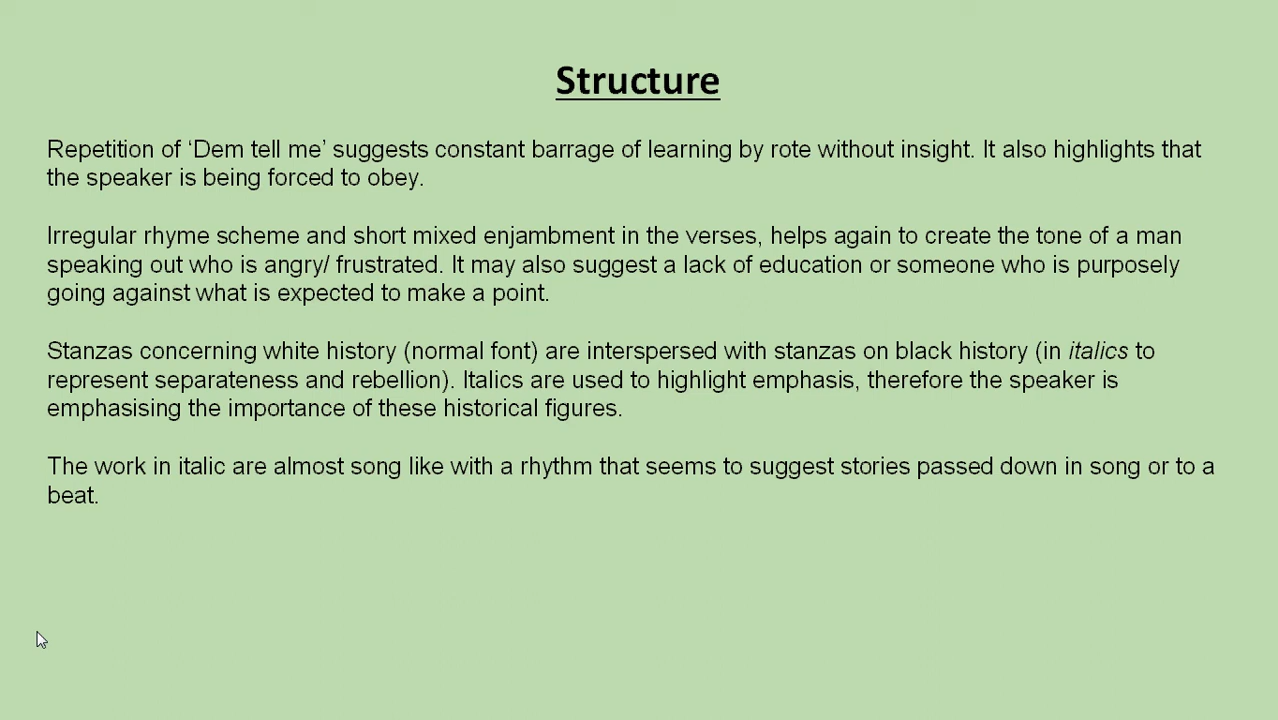 Structure
Repetition of ‘Dem tell me’ suggests constant barrage of learning by rote without insight. It also highlights that
the speaker is being forced to obey.
Irregular rhyme scheme and short mixed enjambment in the verses, helps again to create the tone of a man
speaking out who is angry/ frustrated. It may also suggest a lack of education or someone who is purposely
going against what is expected to make a point.
Stanzas concerning white history (normal font) are interspersed with stanzas on black history (in italics to
represent separateness and rebellion). Italics are used to highlight emphasis, therefore the speaker is
emphasising the importance of these historical figures.
The work in italic are almost song like with a rhythm that seems to suggest stories passed down in song or to a
beat.